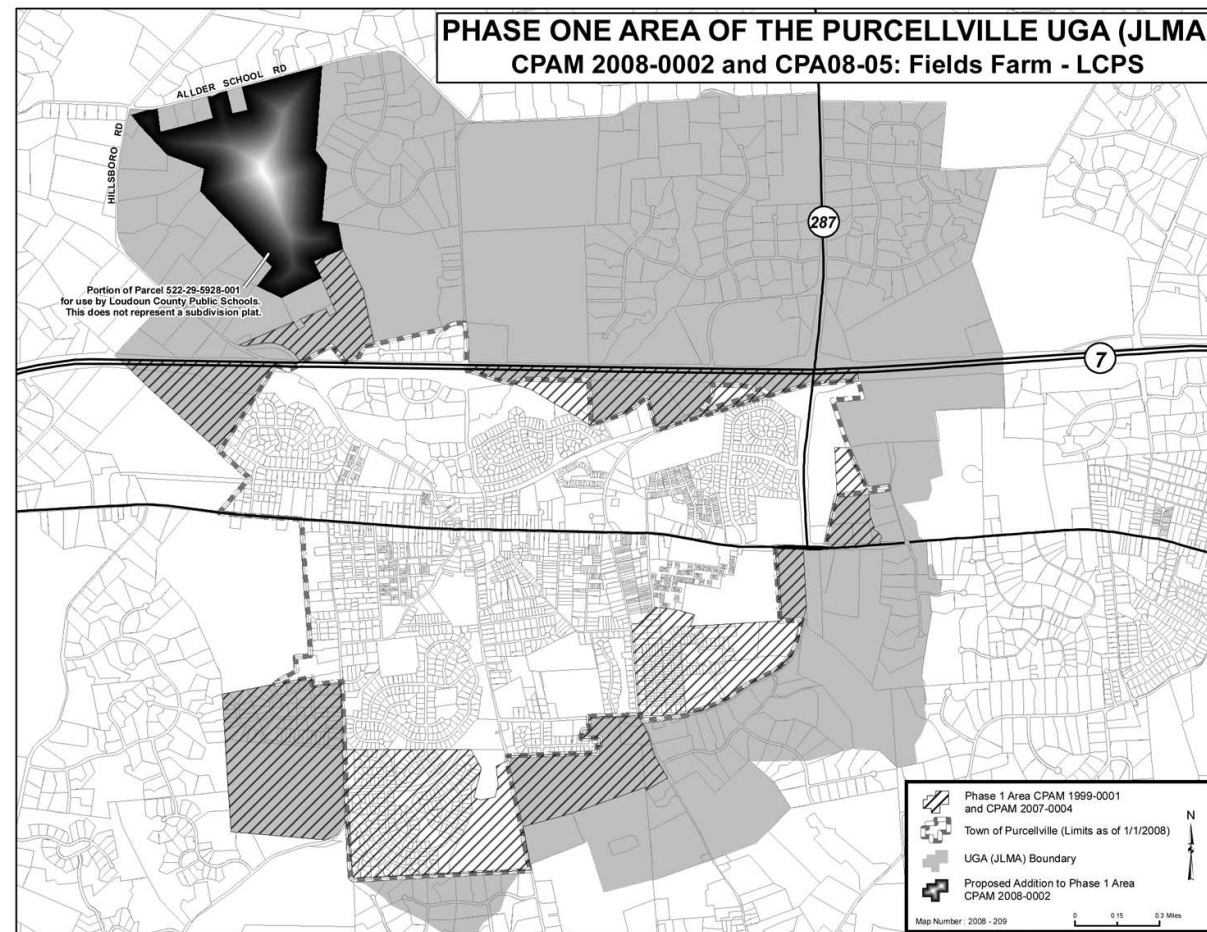 PHASE ONE AREA OF THE PURCELLVILLE UGA (JLMA
CPAM 2008-0002 and CPA08-05: Fields Farm - LCPS
ALLDER SCHOOL RD
HILLSBORO RD
287
Portion of Parcel 522-29-5928-001
for use by Loudoun County Public Schools.
This does not represent a subdivision plat.
7
Phase 1 Area CPAM 1999-0001
and CPAM 2007-0004
Town of Purcellville (Limits as of 1/1/2008)
N
UGA (JLMA) Boundary
Proposed Addition to Phase 1 Area
CPAM 2008-0002
Map Number : 2008 - 209
0 0.15 0.3 Miles